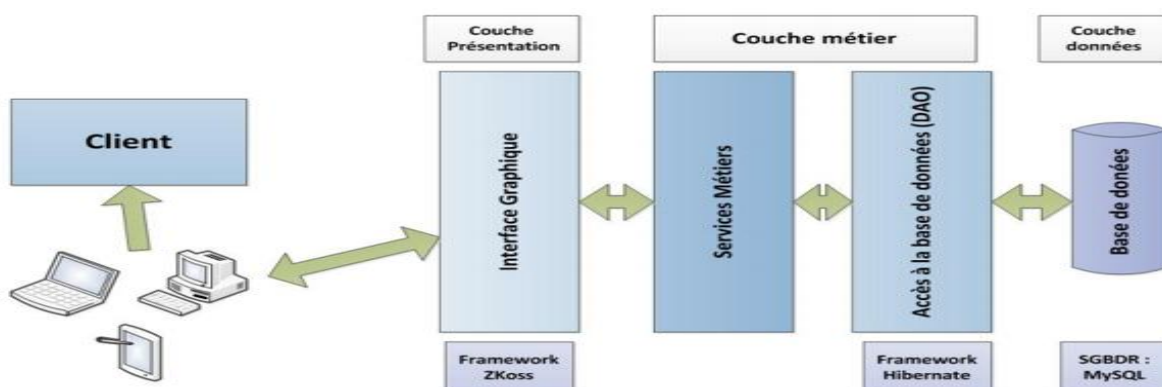 Couche
Présentation
Couche métier
Couche
données
Client
Interface Graphique
Services Métiers
Accès à la base de données (DAO)
Base de donées
Framework
ZKoss
Framework
Hibernate
SGBDR :
MySQL